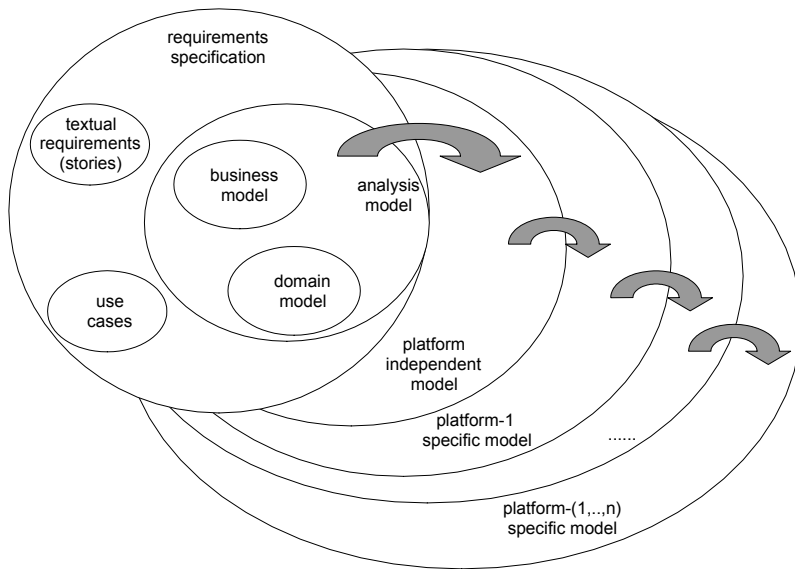 requirements
specification
textual
requirements
(stories)
business
model
analysis
model
domain
model
use
cases
platform
independent
model
platform-1
specific model
......
platform-(1,..,n)
specific model